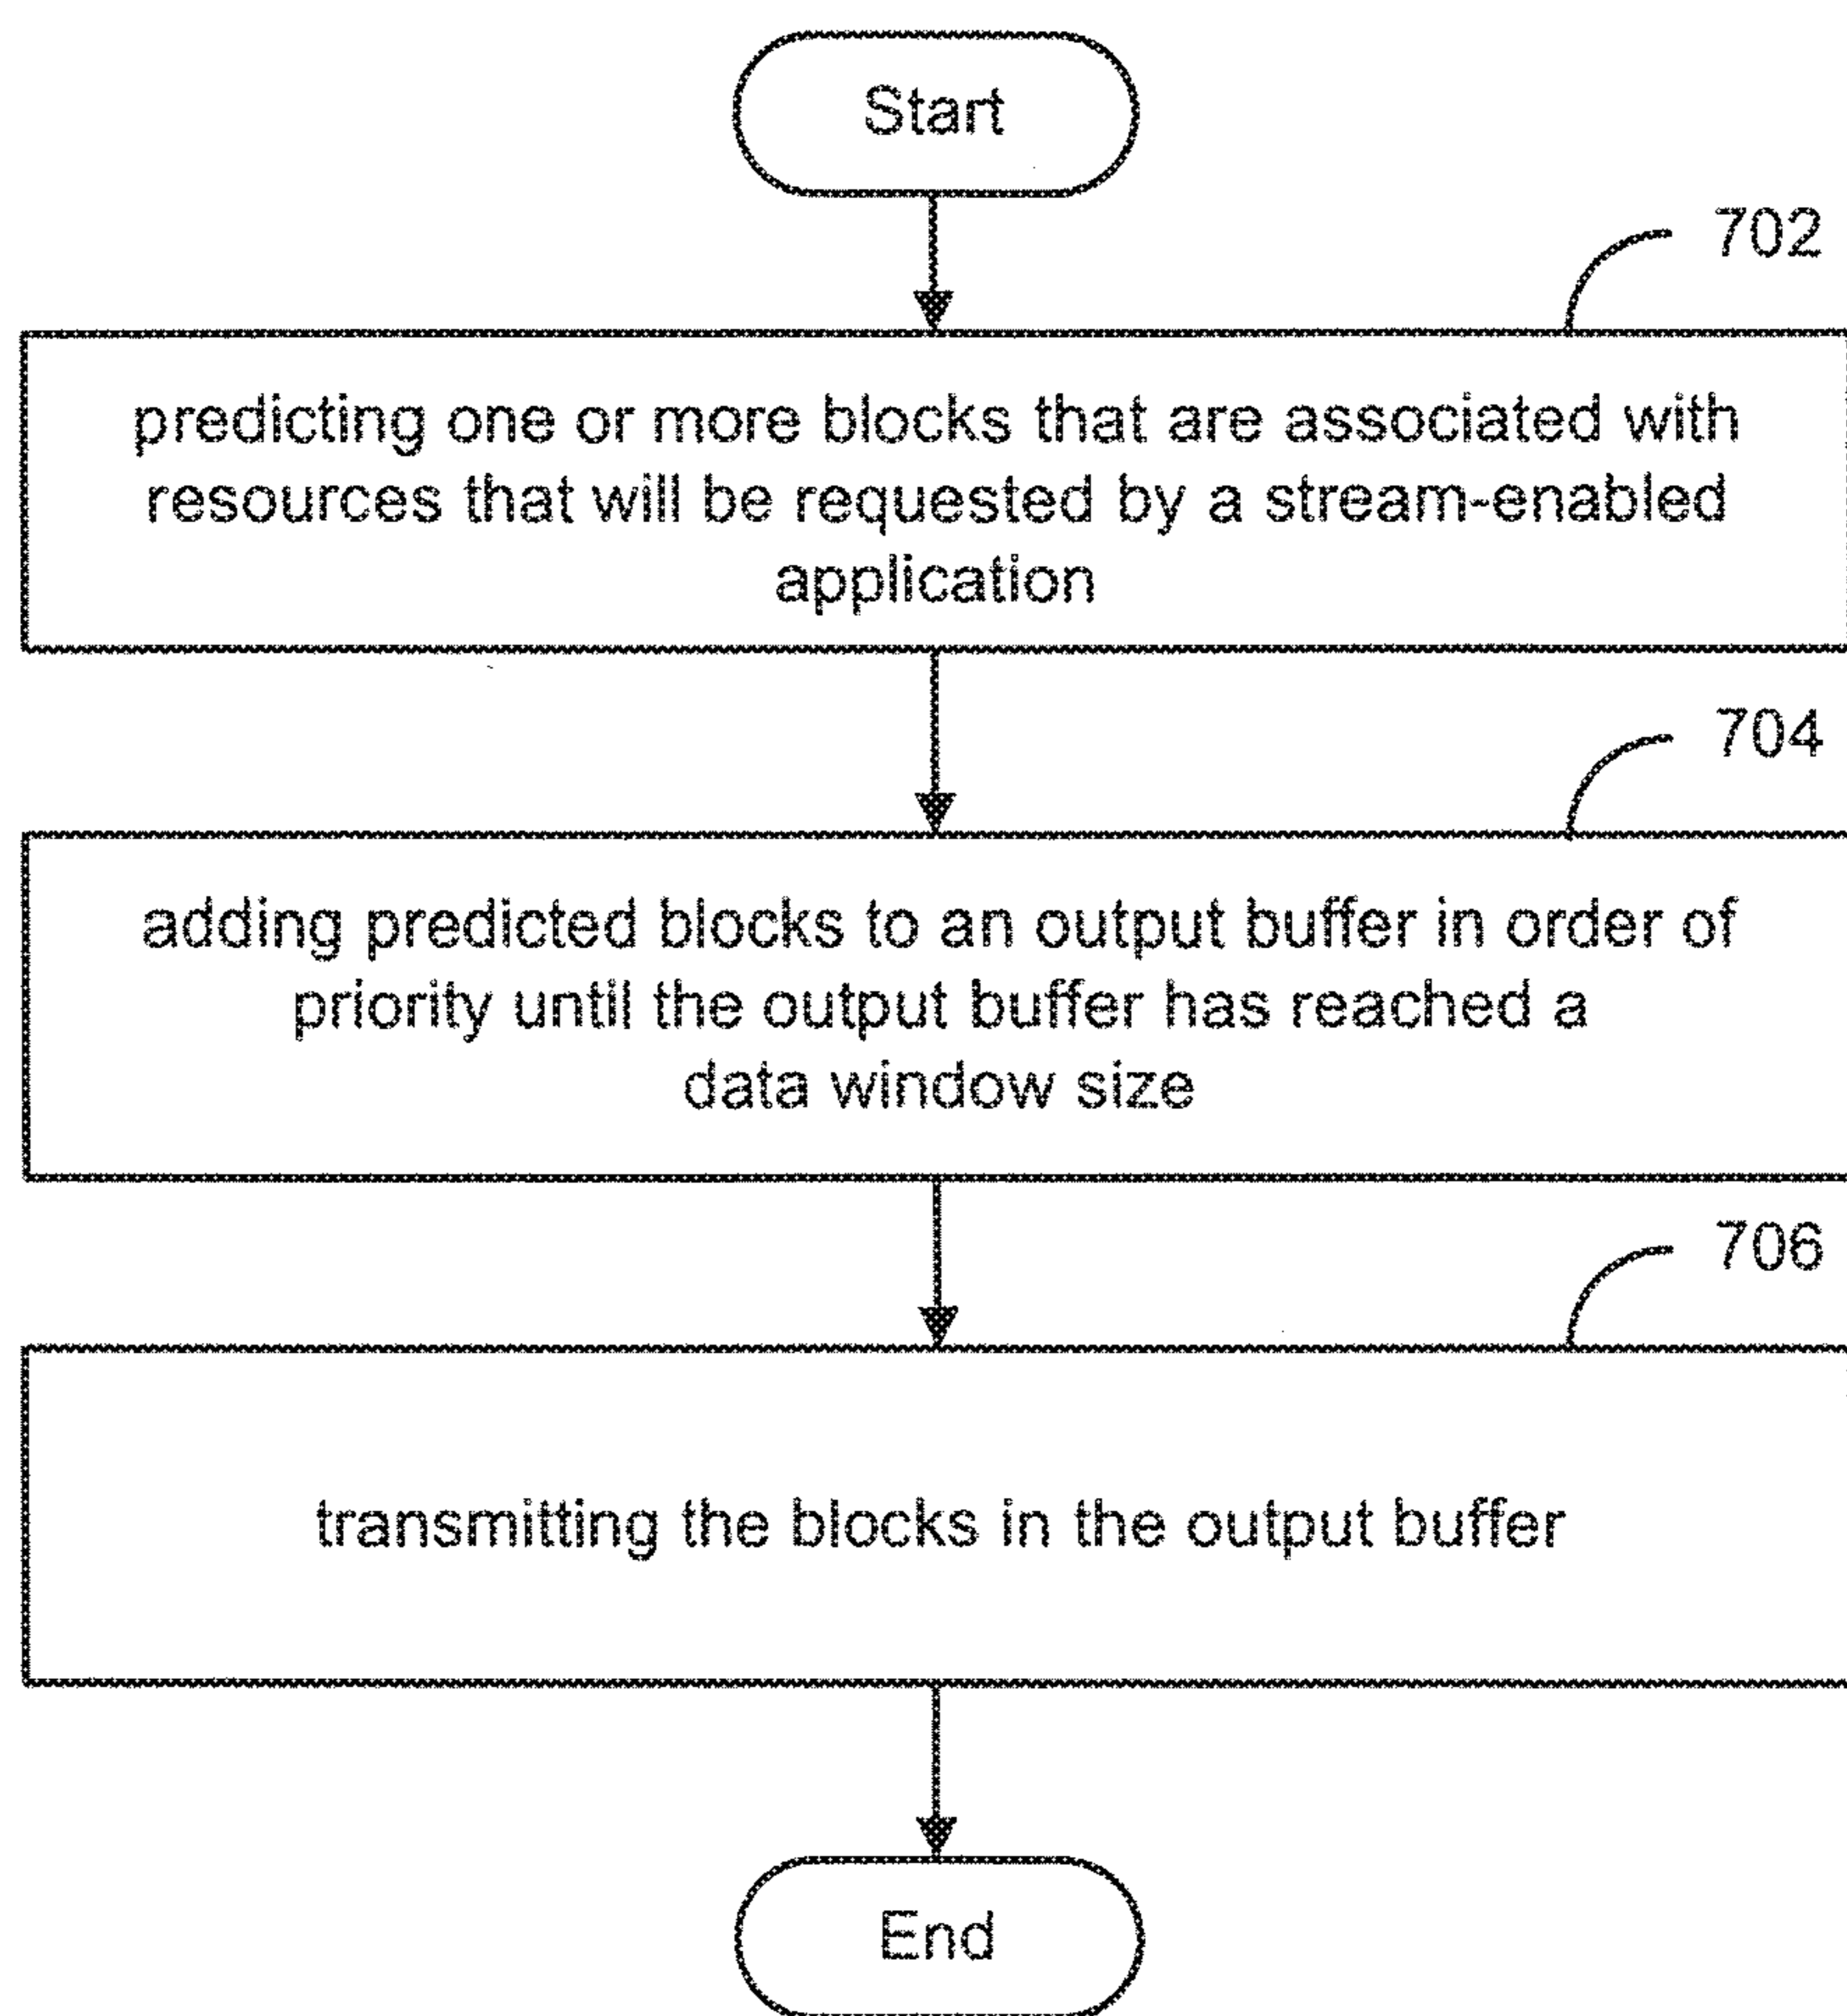 Start
702
predicting one or more blocks that are associated with
resources that will be requested by a stream-enabled
application
704
adding predicted blocks to an output buffer in order of
priority until the output buffer has reached a
data window size
706
transmitting the blocks in the output buffer
End